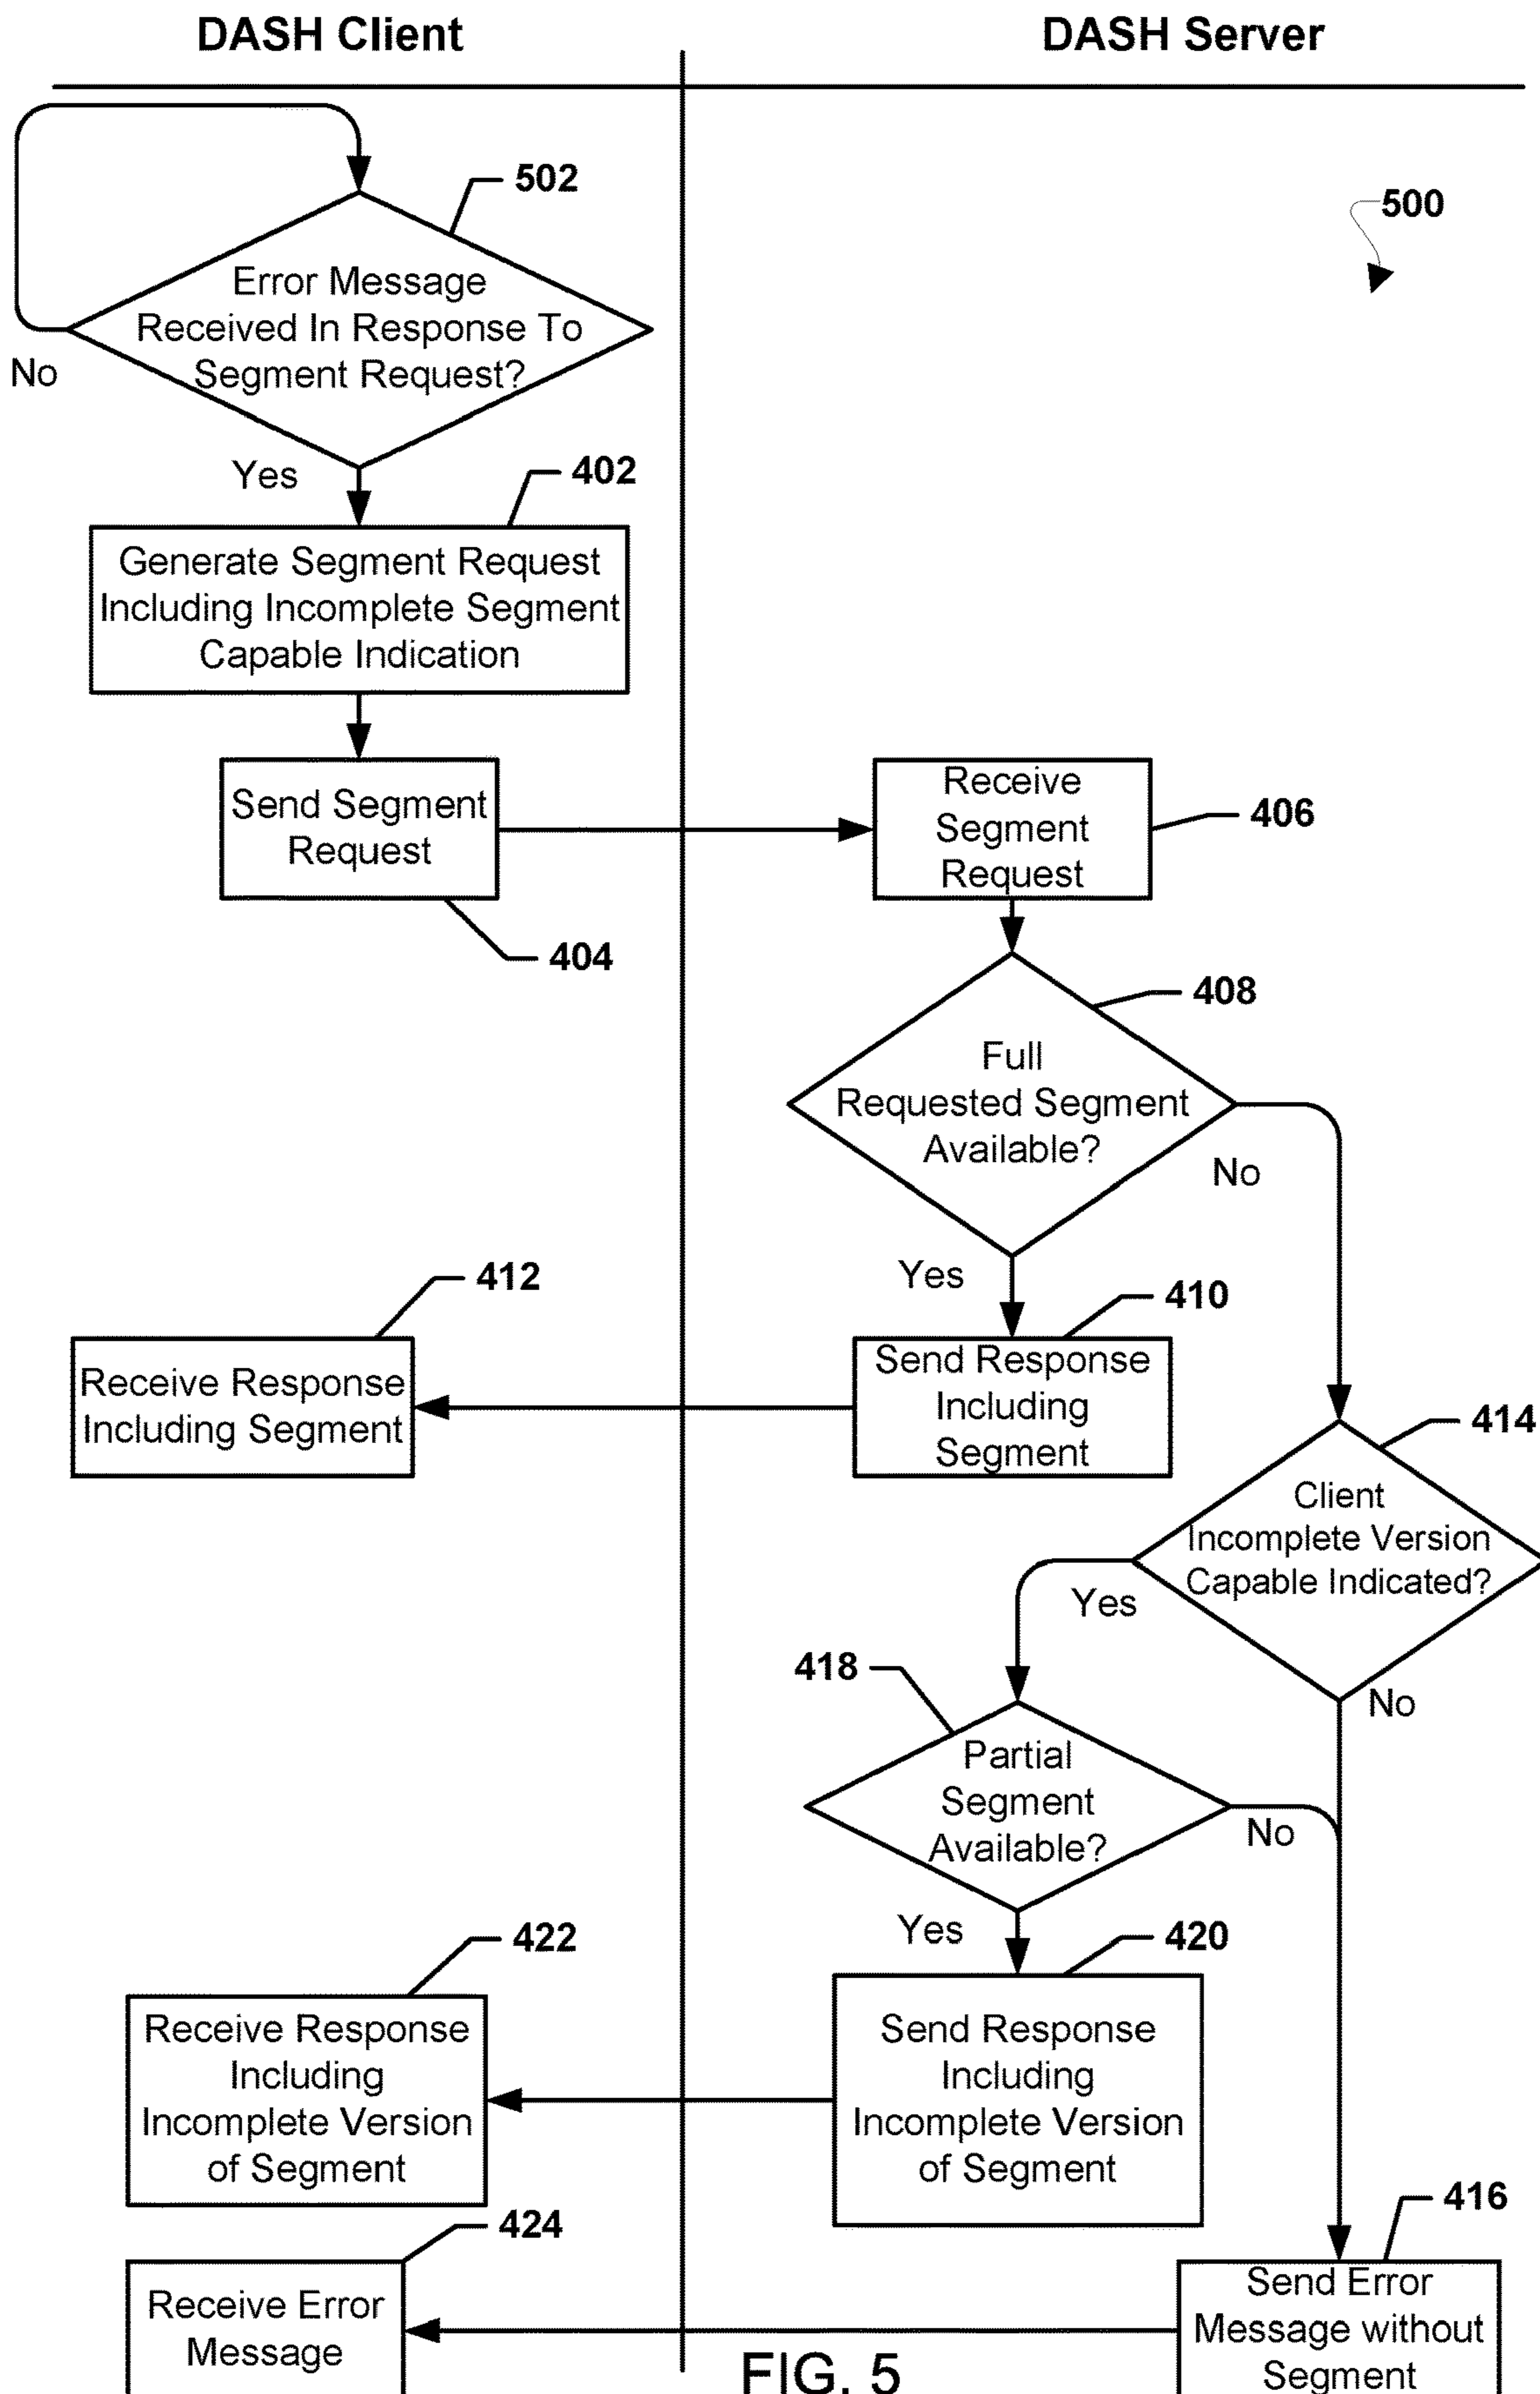 DASH Client
DASH Server
502
500
Error Message
Received In Response To
Segment Request?
No
Yes
402
Generate Segment Request
Including Incomplete Segment
Capable Indication
Send Segment
Request
404
Receive
Segment
Request
406
408
Full
Requested Segment
Available?
No
Yes
412
410
Receive Response
Including Segment
Send Response
Including
Segment
414
Client
Incomplete Version
Capable Indicated?
Yes
No
418
Partial
Segment
Available?
No
Yes
422
420
Receive Response
Including
Incomplete Version
of Segment
Send Response
Including
Incomplete Version
of Segment
424
416
Receive Error
Message
Send Error
Message without
Segment
FIG. 5